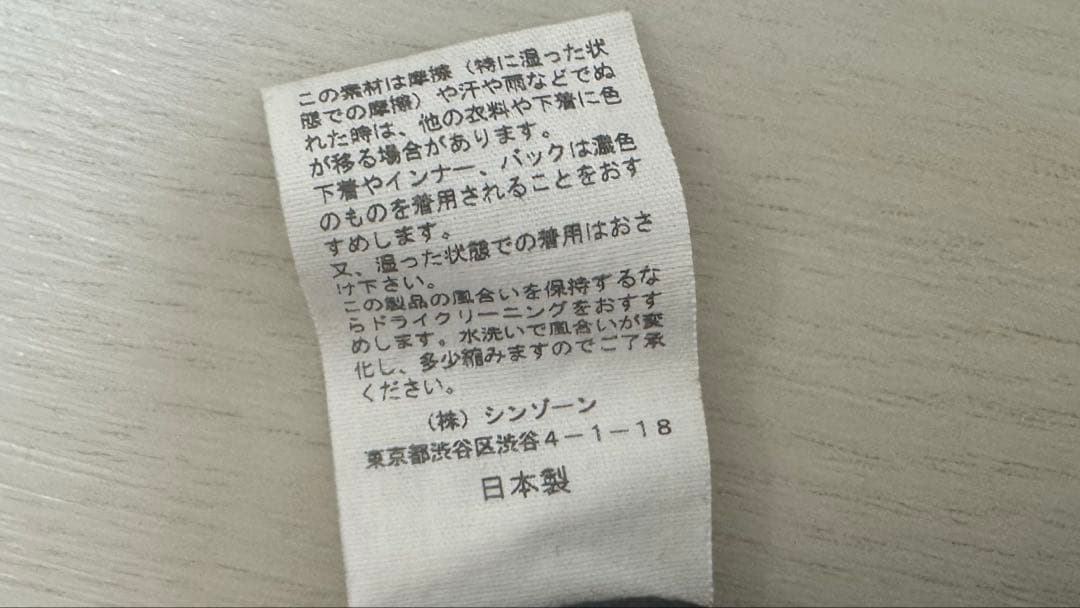 この素材は摩擦（特に湿った状
態での摩擦）や汗や雨などでぬ
れた時は、他の衣料や下着に色
が移る場合があります。
下着やインナー、バックは濃色
のものを着用されることをおす
すめします。
又、湿った状態での着用はおさ
け下さい。
この製品の風合いを保持するな
らドライクリーニングをおすす
めします。水洗いで風合いが変
化し、多少縮みますのでご了承
ください。
（株）シンゾーン
東京都渋谷区渋谷４－１－１８
日本製